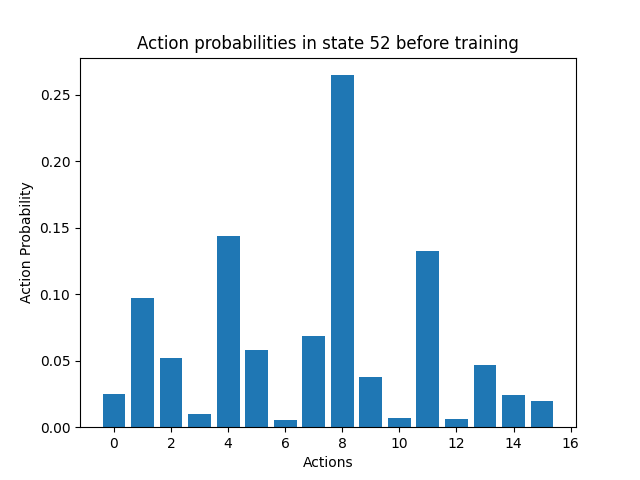 Action probabilities in state 52 before training
0.25
0.20
0.15
0.10
0.05
0.00
Action Probability
0 2 4 6 8 10 12 14 16
Actions